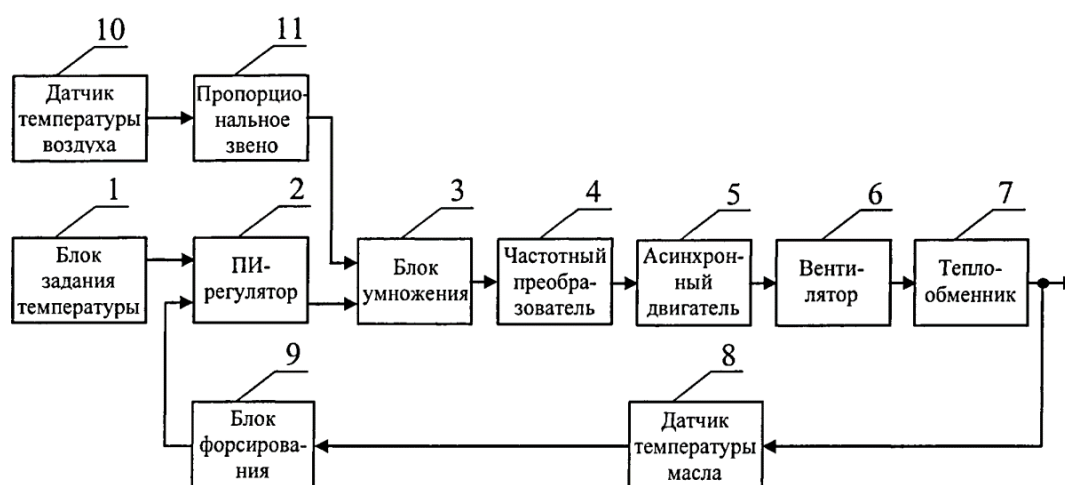 10
Датчик
температуры
воздуха
11
Пропорцио-
нальное
звено
1
Блок
задания
температуры
2
ПИ-
регулятор
3
Блок
умножения
4
Частотный
преобра-
зователь
5
Асинхрон-
ный
двигатель
6
Венти-
лятор
7
Тепло-
обменник
9
Блок
форсирова-
ния
8
Датчик
температуры
масла